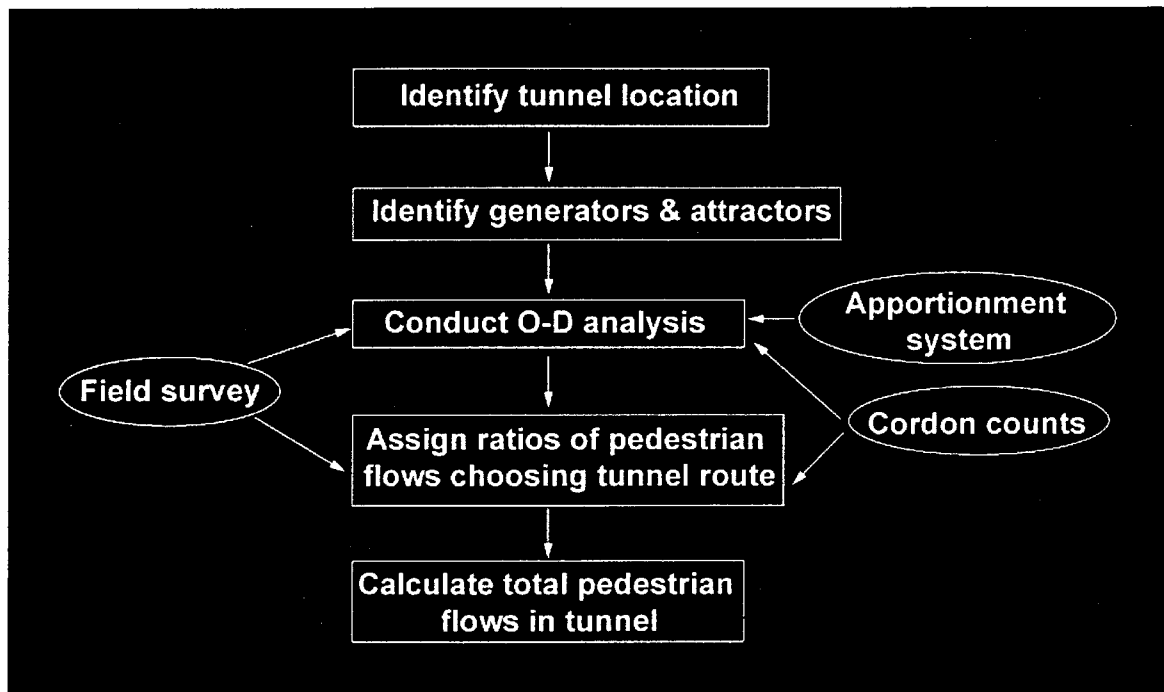 Identify tunnel location
Identify generators & attractors
Conduct O-D analysis
Apportionment
system
Field survey
Cordon counts
Assign ratios of pedestrian
flows choosing tunnel route
Calculate total pedestrian
flows in tunnel